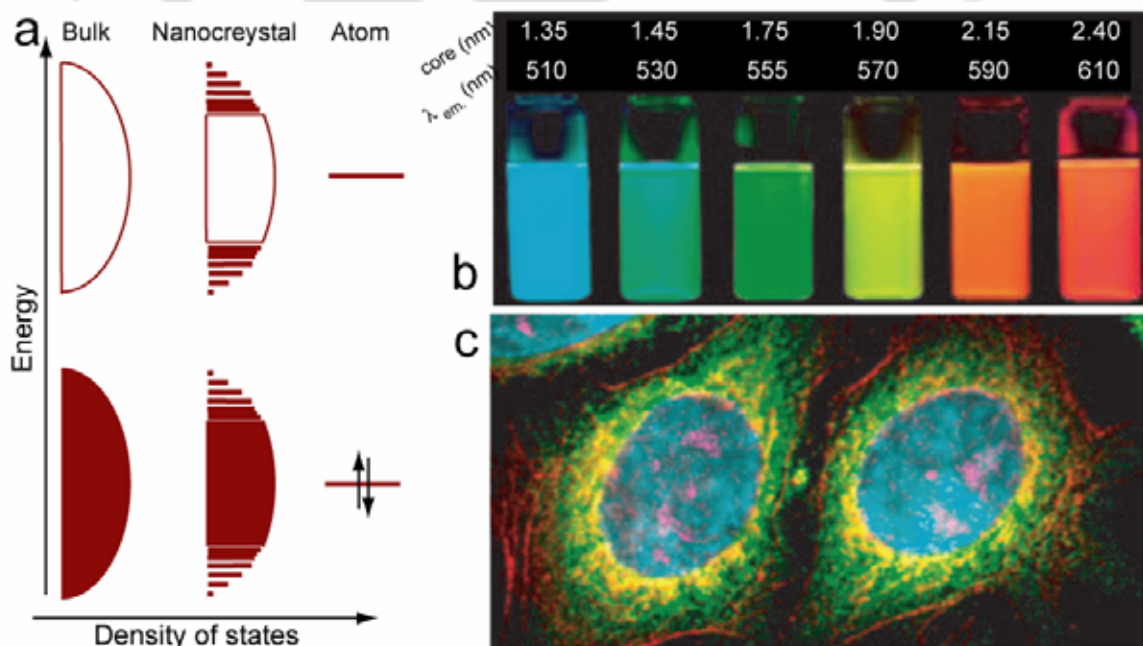 a
Bulk Nanocreystal Atom
Energy
Density of states
core (nm) 1.35 1.45 1.75 1.90 2.15 2.40
λ em. (nm) 510 530 555 570 590 610
b
c